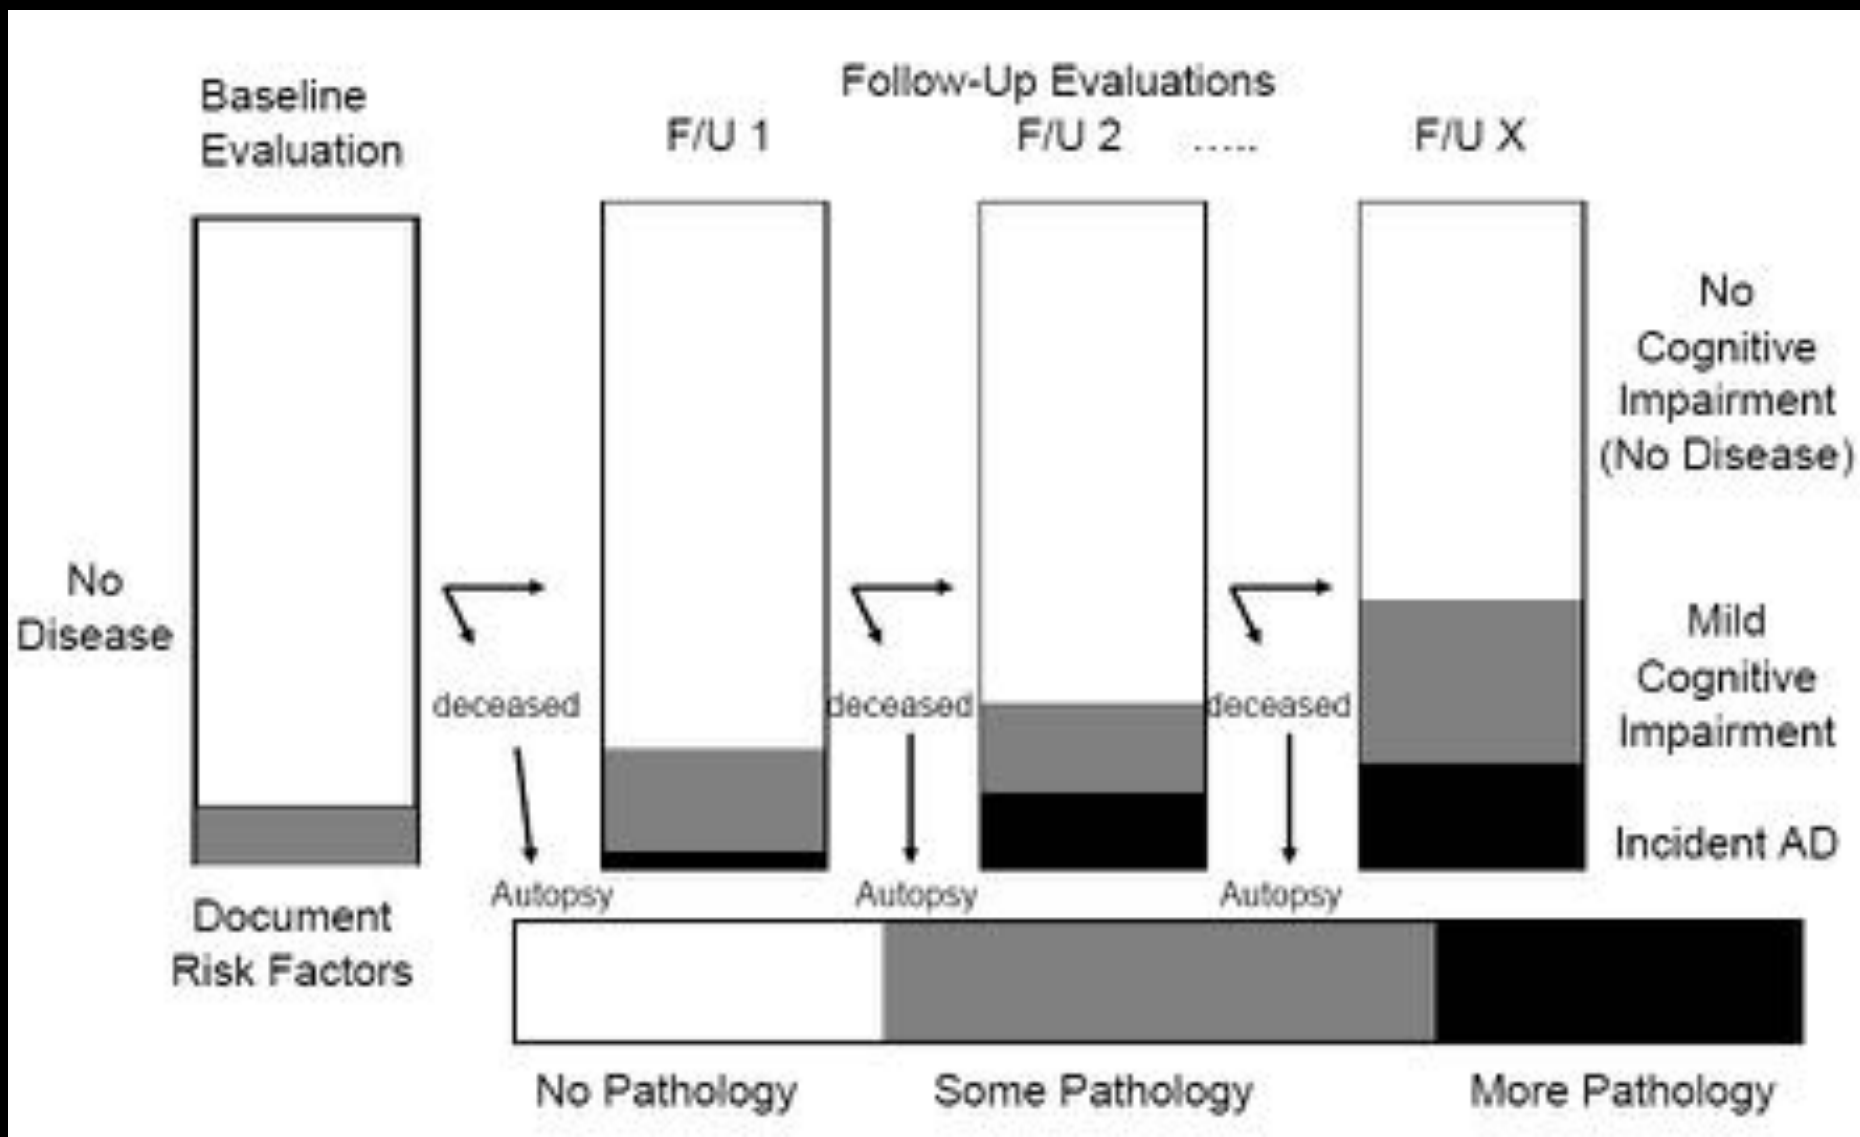 Baseline
Evaluation
Follow-Up Evaluations
F/U 1
F/U 2
.....
F/U X
No
Disease
No
Cognitive
Impairment
(No Disease)
Mild
Cognitive
Impairment
Incident AD
deceased
deceased
deceased
Autopsy
Autopsy
Autopsy
Document
Risk Factors
No Pathology
Some Pathology
More Pathology